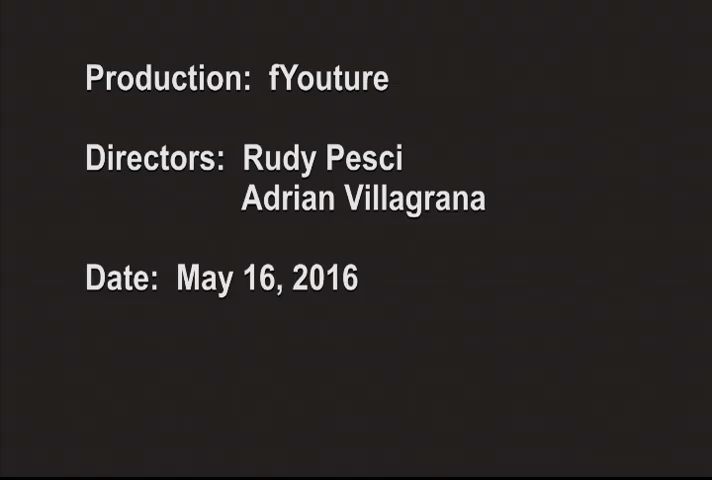 Production: fYouture
Directors: Rudy Pesci
Adrian Villagrana
Date: May 16, 2016